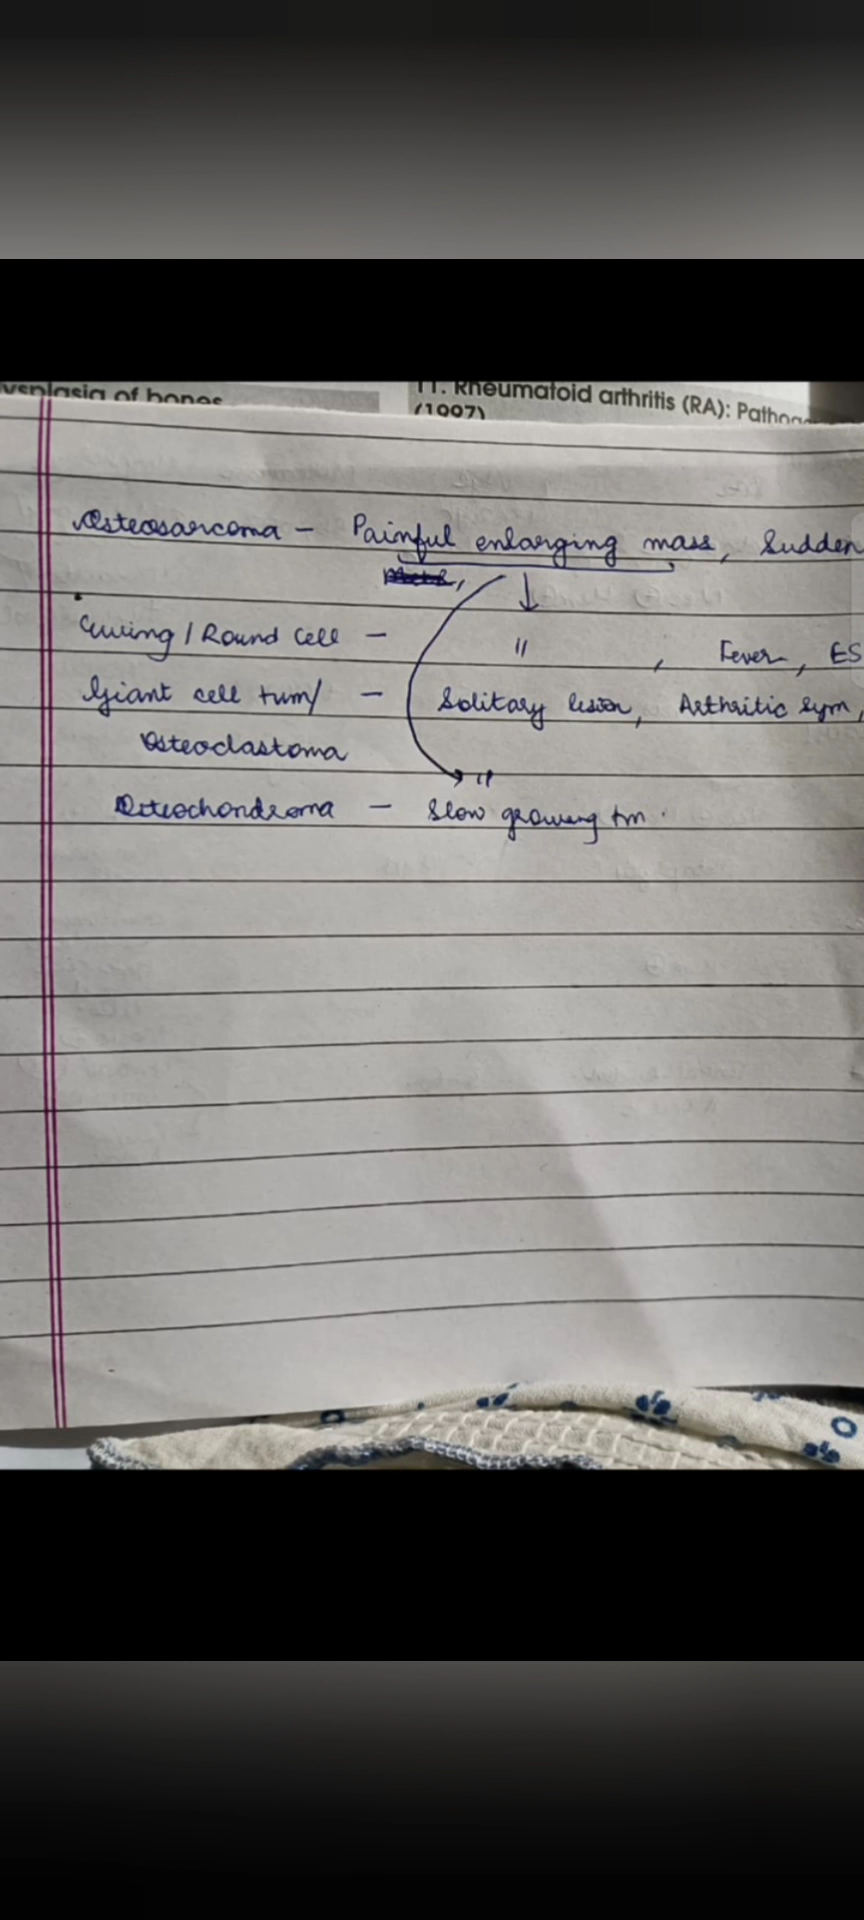 ysplasia of bones
11. Rheumatoid arthritis (RA): Pathog
(1997)
Osteosarcoma – Painful enlarging mass, Sudden
Ewing / Round cell – " , Fever, ES
Giant cell tum/ – Solitary lesion, Arthritic sym,
Osteoclastoma
"
Osteochondroma – Slow growing tm.